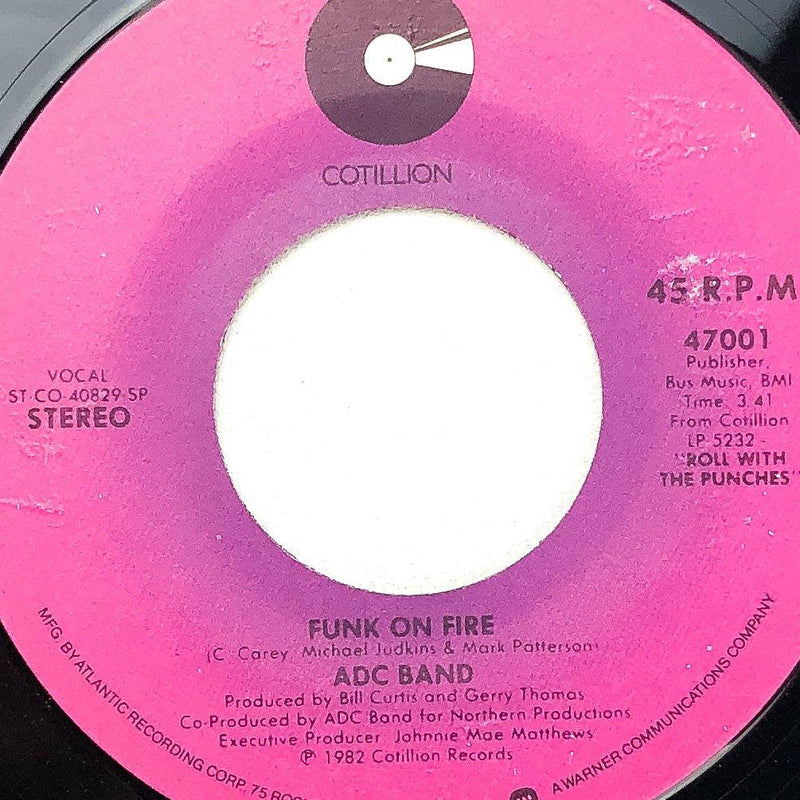 COTILLION
45 R.P.M
47001
Publisher,
Bus Music, BMI
Time: 3:41
From Cotillion
LP 5232 -
"ROLL WITH
THE PUNCHES"
VOCAL
ST-CO-40829-SP
STEREO
FUNK ON FIRE
(C. Carey, Michael Judkins & Mark Patterson)
ADC BAND
Produced by Bill Curtis and Gerry Thomas
Co-Produced by ADC Band for Northern Productions
Executive Producer: Johnnie Mae Matthews
℗ 1982 Cotillion Records
MFG BY ATLANTIC RECORDING CORP. 75
A WARNER COMMUNICATIONS COMPANY